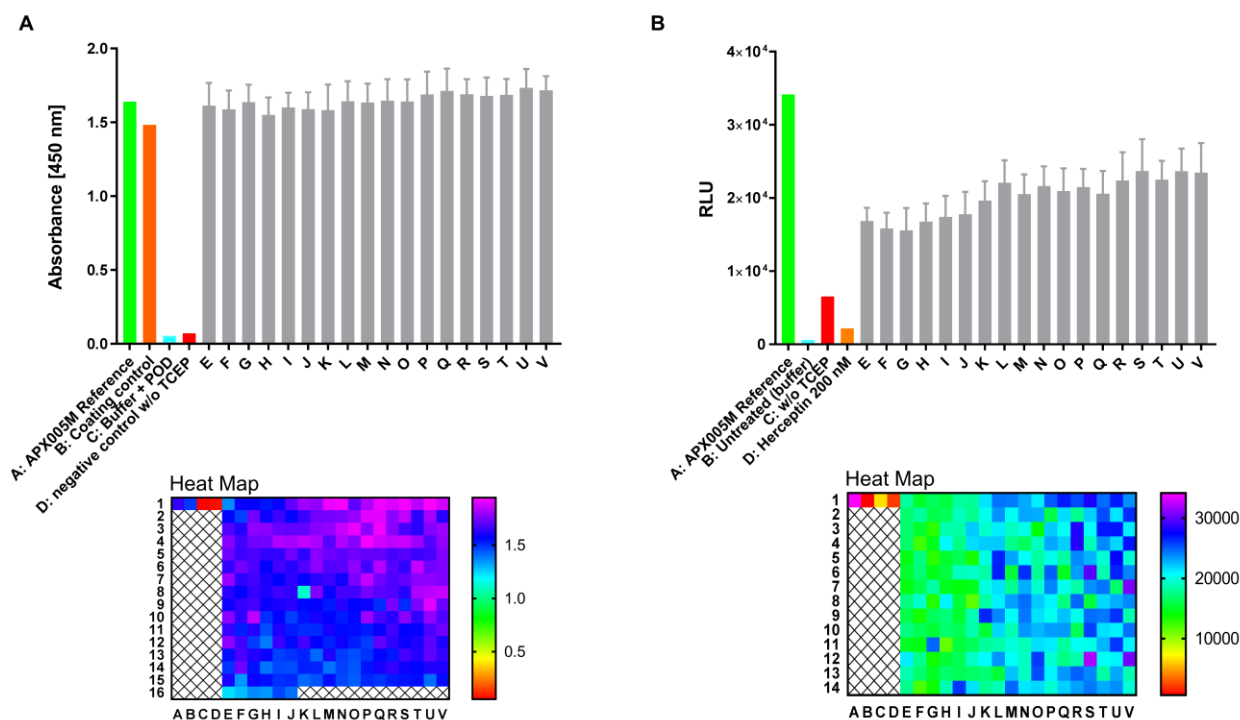 A
Absorbance [450 nm]
2.0
1.5
1.0
0.5
0.0
A: APX005M Reference
B: Coating control
C: Buffer + POD
D: negative control w/o TCEP
E F G H I J K L M N O P Q R S T U V
Heat Map
1
2
3
4
5
6
7
8
9
10
11
12
13
14
15
16
A B C D E F G H I J K L M N O P Q R S T U V
1.5
1.0
0.5
B
RLU
4×10⁴
3×10⁴
2×10⁴
1×10⁴
0
A: APX005M Reference
B: Untreated (buffer)
C: w/o TCEP
D: Herceptin 200 nM
E F G H I J K L M N O P Q R S T U V
Heat Map
1
2
3
4
5
6
7
8
9
10
11
12
13
14
A B C D E F G H I J K L M N O P Q R S T U V
30000
20000
10000